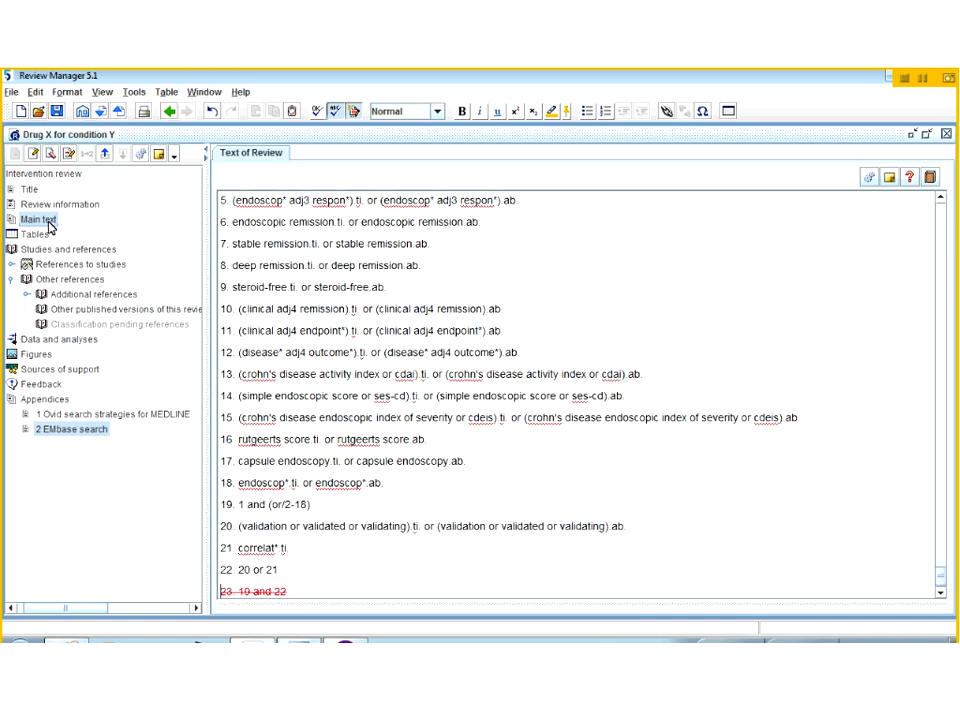 5 Review Manager 5.1
File Edit Format View Tools Table Window Help
Normal B i u x² x₂ Ω
Drug X for condition Y
Text of Review
Intervention review
Title
Review information
Main text
Tables
Studies and references
References to studies
Other references
Additional references
Other published versions of this revie
Classification pending references
Data and analyses
Figures
Sources of support
Feedback
Appendices
1 Ovid search strategies for MEDLINE
2 EMbase search
5. (endoscop* adj3 respon*).ti. or (endoscop* adj3 respon*).ab.
6. endoscopic remission.ti. or endoscopic remission.ab.
7. stable remission.ti. or stable remission.ab.
8. deep remission.ti. or deep remission.ab.
9. steroid-free.ti. or steroid-free.ab.
10. (clinical adj4 remission).ti. or (clinical adj4 remission).ab
11. (clinical adj4 endpoint*).ti. or (clinical adj4 endpoint*).ab
12. (disease* adj4 outcome*).ti. or (disease* adj4 outcome*).ab.
13. (crohn's disease activity index or cdai).ti. or (crohn's disease activity index or cdai).ab.
14. (simple endoscopic score or ses-cd).ti. or (simple endoscopic score or ses-cd).ab.
15. (crohn's disease endoscopic index of severity or cdeis).ti. or (crohn's disease endoscopic index of severity or cdeis).ab.
16. rutgeerts score.ti. or rutgeerts score.ab.
17. capsule endoscopy.ti. or capsule endoscopy.ab.
18. endoscop*.ti. or endoscop*.ab.
19. 1 and (or/2-18)
20. (validation or validated or validating).ti. or (validation or validated or validating).ab.
21. correlat*.ti.
22. 20 or 21
23. 19 and 22